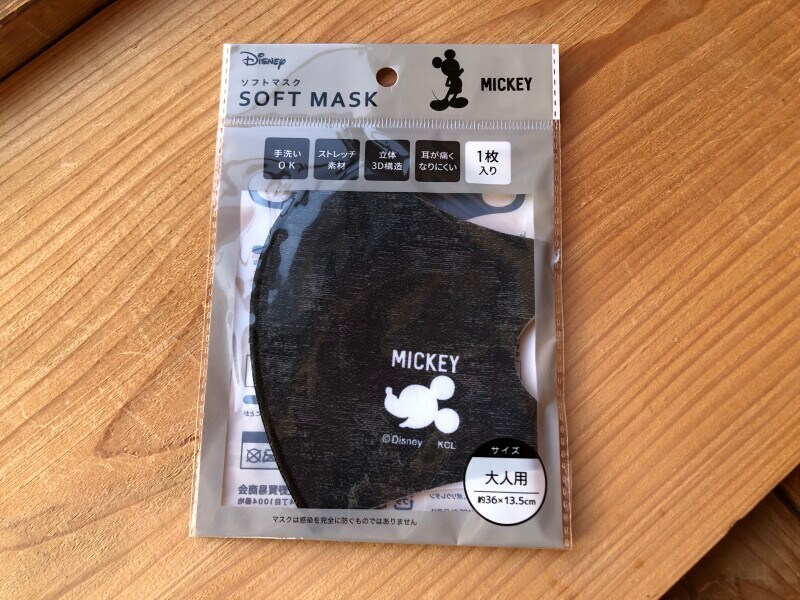 Disney
ソフトマスク
SOFT MASK
MICKEY
手洗い
OK
ストレッチ
素材
立体
3D構造
耳が痛く
なりにくい
1枚
入り
MICKEY
©Disney KCL
サイズ
大人用
約36×13.5cm
マスクは感染を完全に防ぐものではありません